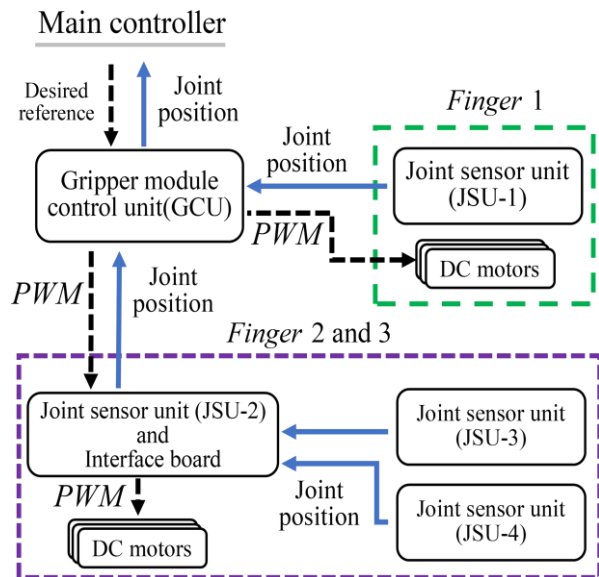 Main controller
Desired
reference
Joint
position
Finger 1
Joint
position
Gripper module
control unit(GCU)
Joint sensor unit
(JSU-1)
PWM
DC motors
PWM
Joint
position
Finger 2 and 3
Joint sensor unit (JSU-2)
and
Interface board
Joint sensor unit
(JSU-3)
PWM
Joint
position
Joint sensor unit
(JSU-4)
DC motors